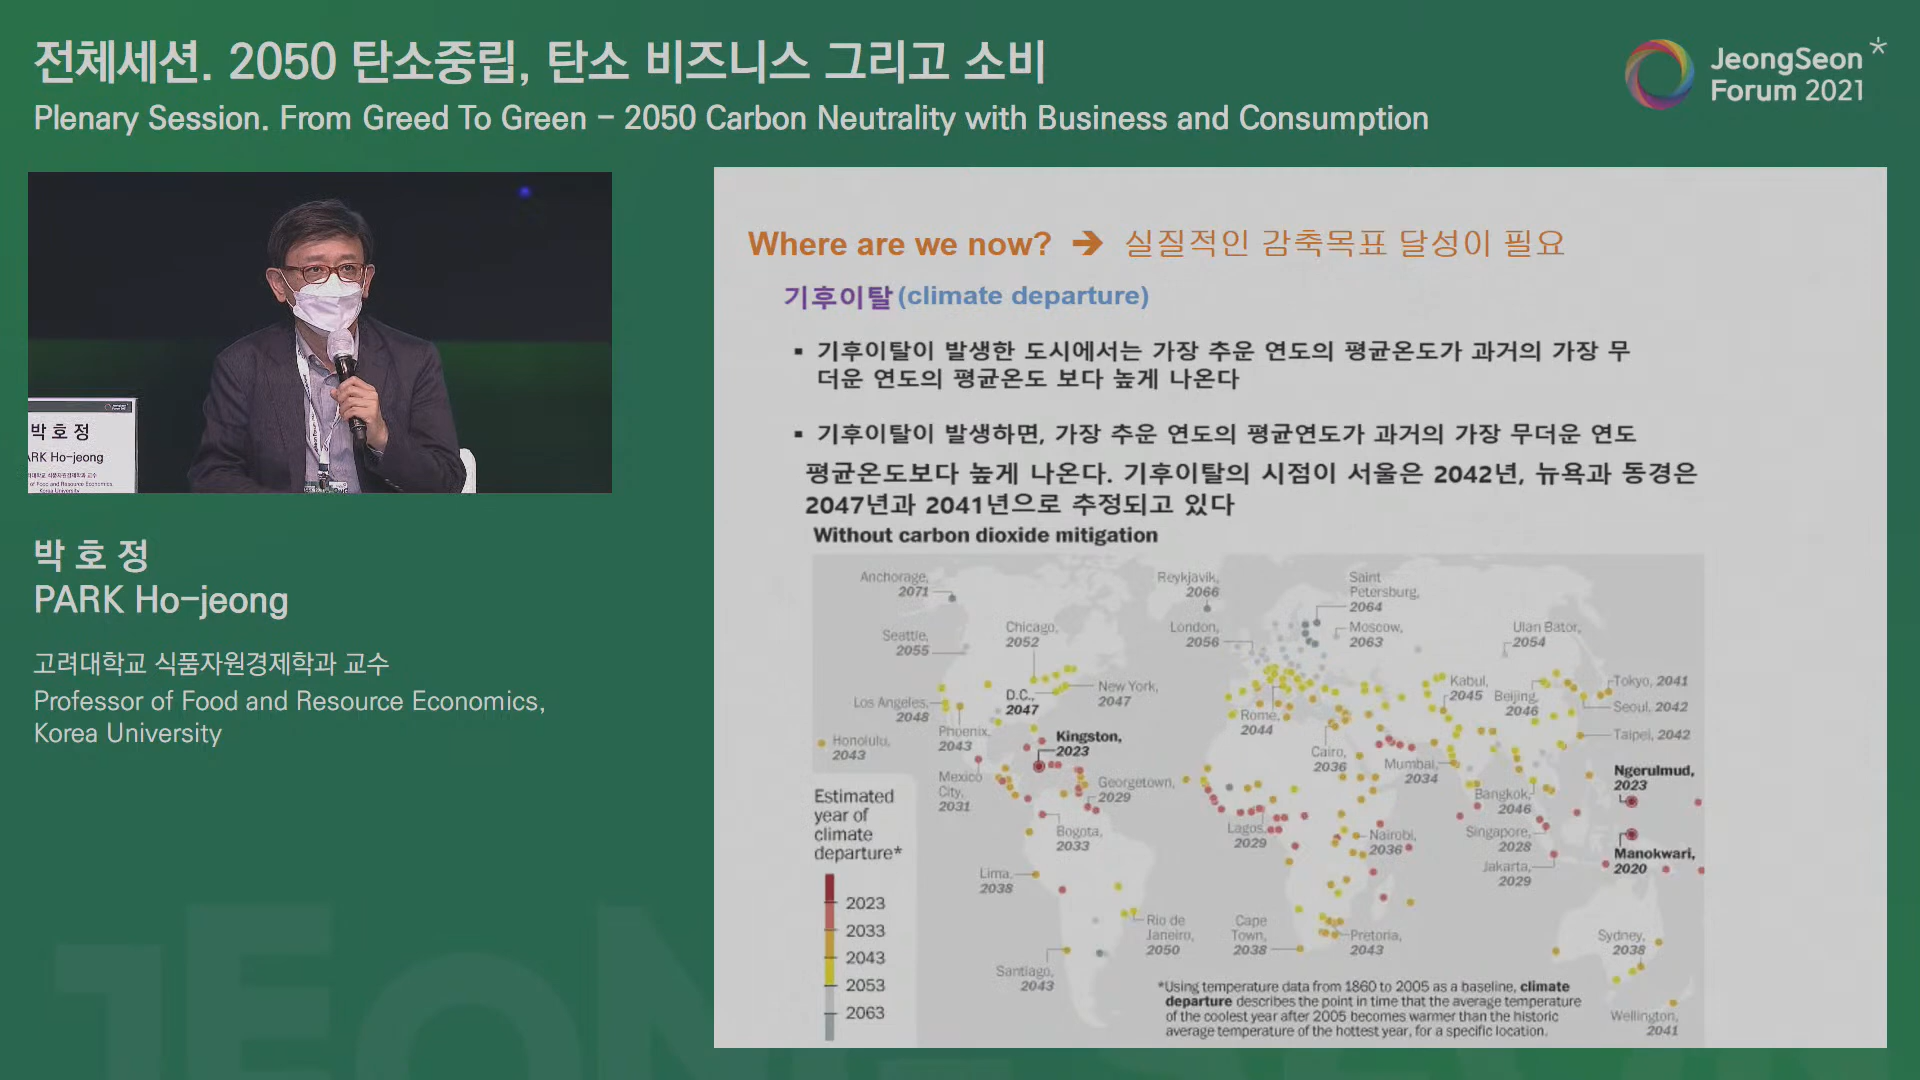 전체세션. 2050 탄소중립, 탄소 비즈니스 그리고 소비
Plenary Session. From Greed To Green – 2050 Carbon Neutrality with Business and Consumption
JeongSeon*
Forum 2021
박 호 정
ARK Ho-jeong
of Food and Resource Economics,
Korea University
박 호 정
PARK Ho-jeong
고려대학교 식품자원경제학과 교수
Professor of Food and Resource Economics,
Korea University
Where are we now? ➔ 실질적인 감축목표 달성이 필요
기후이탈(climate departure)
▪ 기후이탈이 발생한 도시에서는 가장 추운 연도의 평균온도가 과거의 가장 무
더운 연도의 평균온도 보다 높게 나온다
▪ 기후이탈이 발생하면, 가장 추운 연도의 평균연도가 과거의 가장 무더운 연도
평균온도보다 높게 나온다. 기후이탈의 시점이 서울은 2042년, 뉴욕과 동경은
2047년과 2041년으로 추정되고 있다
Without carbon dioxide mitigation
Anchorage,
2071
Reykjavik,
2066
Saint
Petersburg,
2064
Seattle,
2055
Chicago,
2052
London,
2056
Moscow,
2063
Ulan Bator,
2054
Los Angeles,
2048
D.C.,
2047
New York,
2047
Rome,
2044
Kabul,
2045
Beijing,
2046
Tokyo, 2041
Seoul, 2042
Taipei, 2042
Honolulu,
2043
Phoenix,
2043
Kingston,
2023
Cairo,
2036
Mumbai,
2034
Ngerulmud,
2023
Mexico
City,
2031
Georgetown,
2029
Bangkok,
2046
Bogota,
2033
Lagos,
2029
Nairobi,
2036
Singapore,
2028
Jakarta,
2029
Manokwari,
2020
Lima,
2038
Rio de
Janeiro,
2050
Cape
Town,
2038
Pretoria,
2043
Sydney,
2038
Santiago,
2043
Wellington,
2041
Estimated
year of
climate
departure*
2023
2033
2043
2053
2063
*Using temperature data from 1860 to 2005 as a baseline, climate
departure describes the point in time that the average temperature
of the coolest year after 2005 becomes warmer than the historic
average temperature of the hottest year, for a specific location.
JEONGSEON